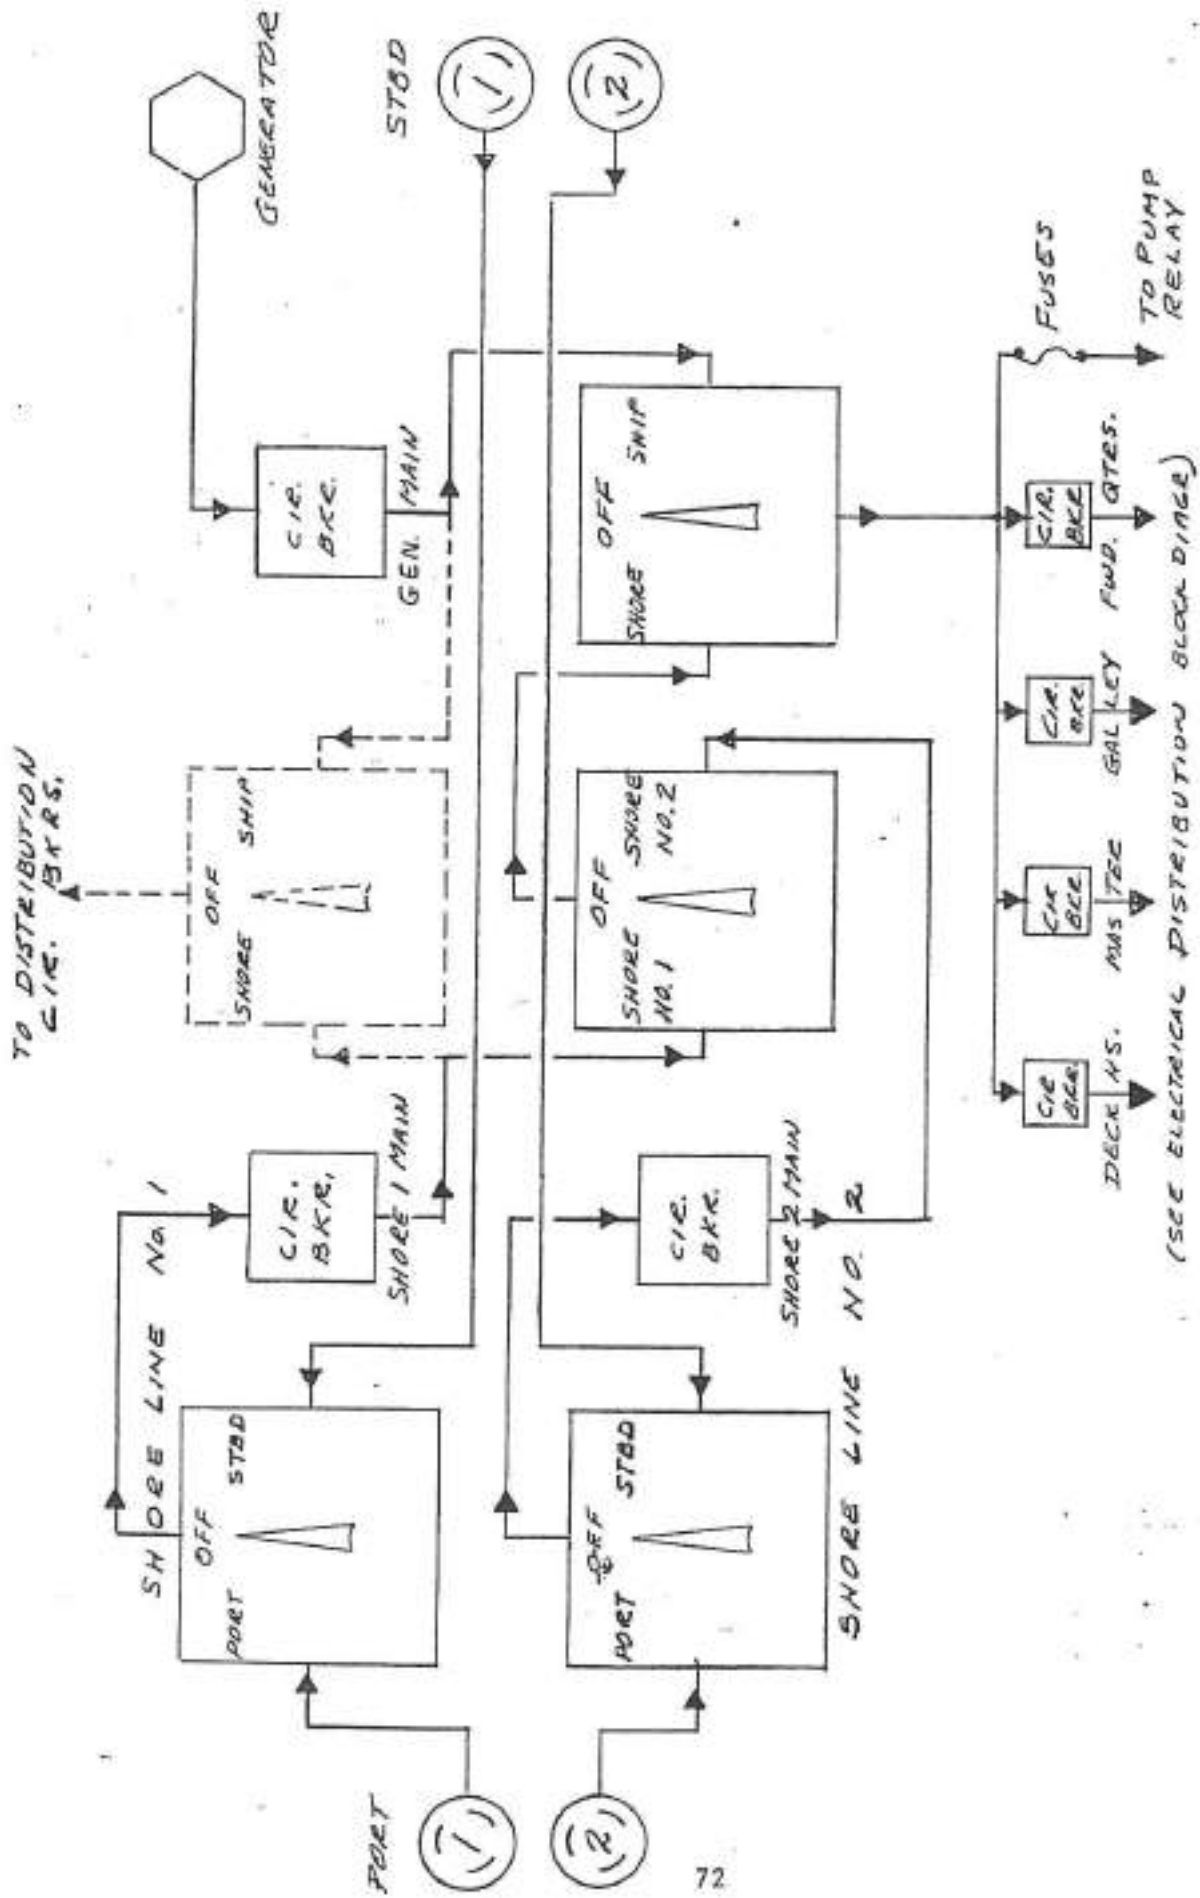 TO DISTRIBUTION
CIR. BKRS.
GENERATOR
SHORE LINE No. 1
OFF
PORT
STBD
CIR.
BKR.
SHORE 1 MAIN
OFF
SHORE
SHIP
CIR.
BKR.
GEN. MAIN
PORT
(1)
(2)
STBD
(1)
(2)
OFF
PORT
STBD
SHORE LINE NO. 2
CIR.
BKR.
SHORE 2 MAIN
OFF
SHORE
NO. 1
SHORE
NO. 2
OFF
SHORE
SHIP
CIR
BKR.
DECK HS.
CIR
BKR.
MASTER
CIR.
BKR.
GALLEY
CIR.
BKR
FWD. QTRS.
FUSES
TO PUMP
RELAY
(SEE ELECTRICAL DISTRIBUTION BLOCK DIAGR)
72